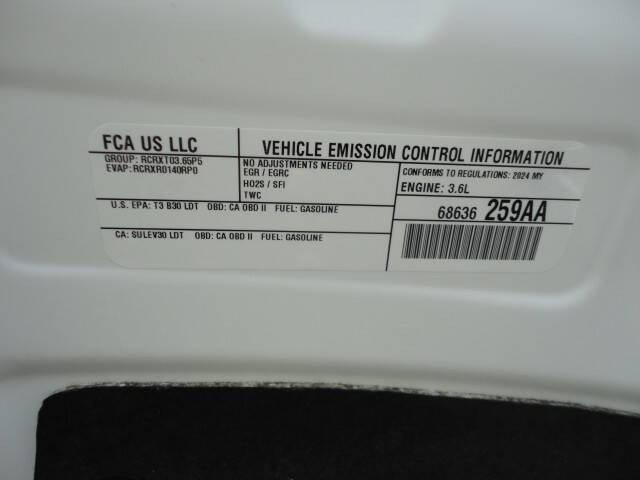 FCA US LLC
VEHICLE EMISSION CONTROL INFORMATION
GROUP: RCRXT03.65P5
EVAP: RCRXR0140RP0
NO ADJUSTMENTS NEEDED
EGR / EGRC
HO2S / SFI
TWC
CONFORMS TO REGULATIONS: 2024 MY
ENGINE: 3.6L
U.S. EPA: T3 B30 LDT OBD: CA OBD II FUEL: GASOLINE
68636 259AA
CA: SULEV30 LDT OBD: CA OBD II FUEL: GASOLINE